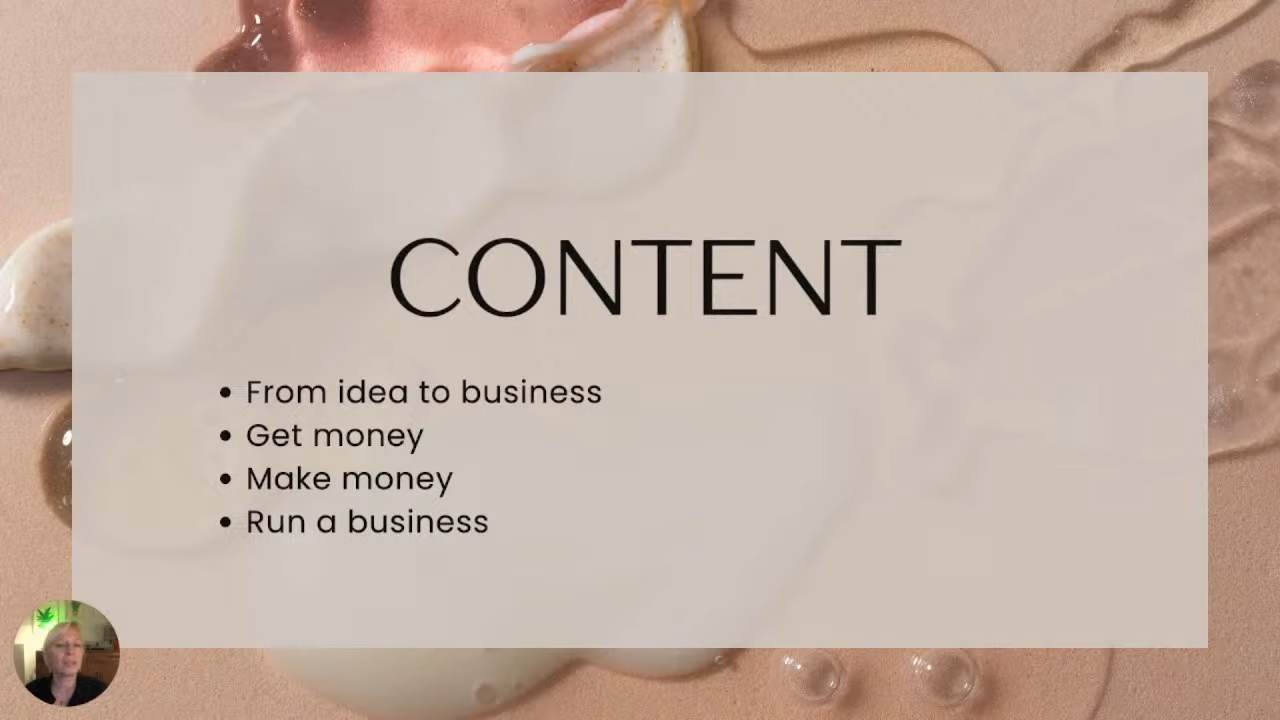 CONTENT
• From idea to business
• Get money
• Make money
• Run a business